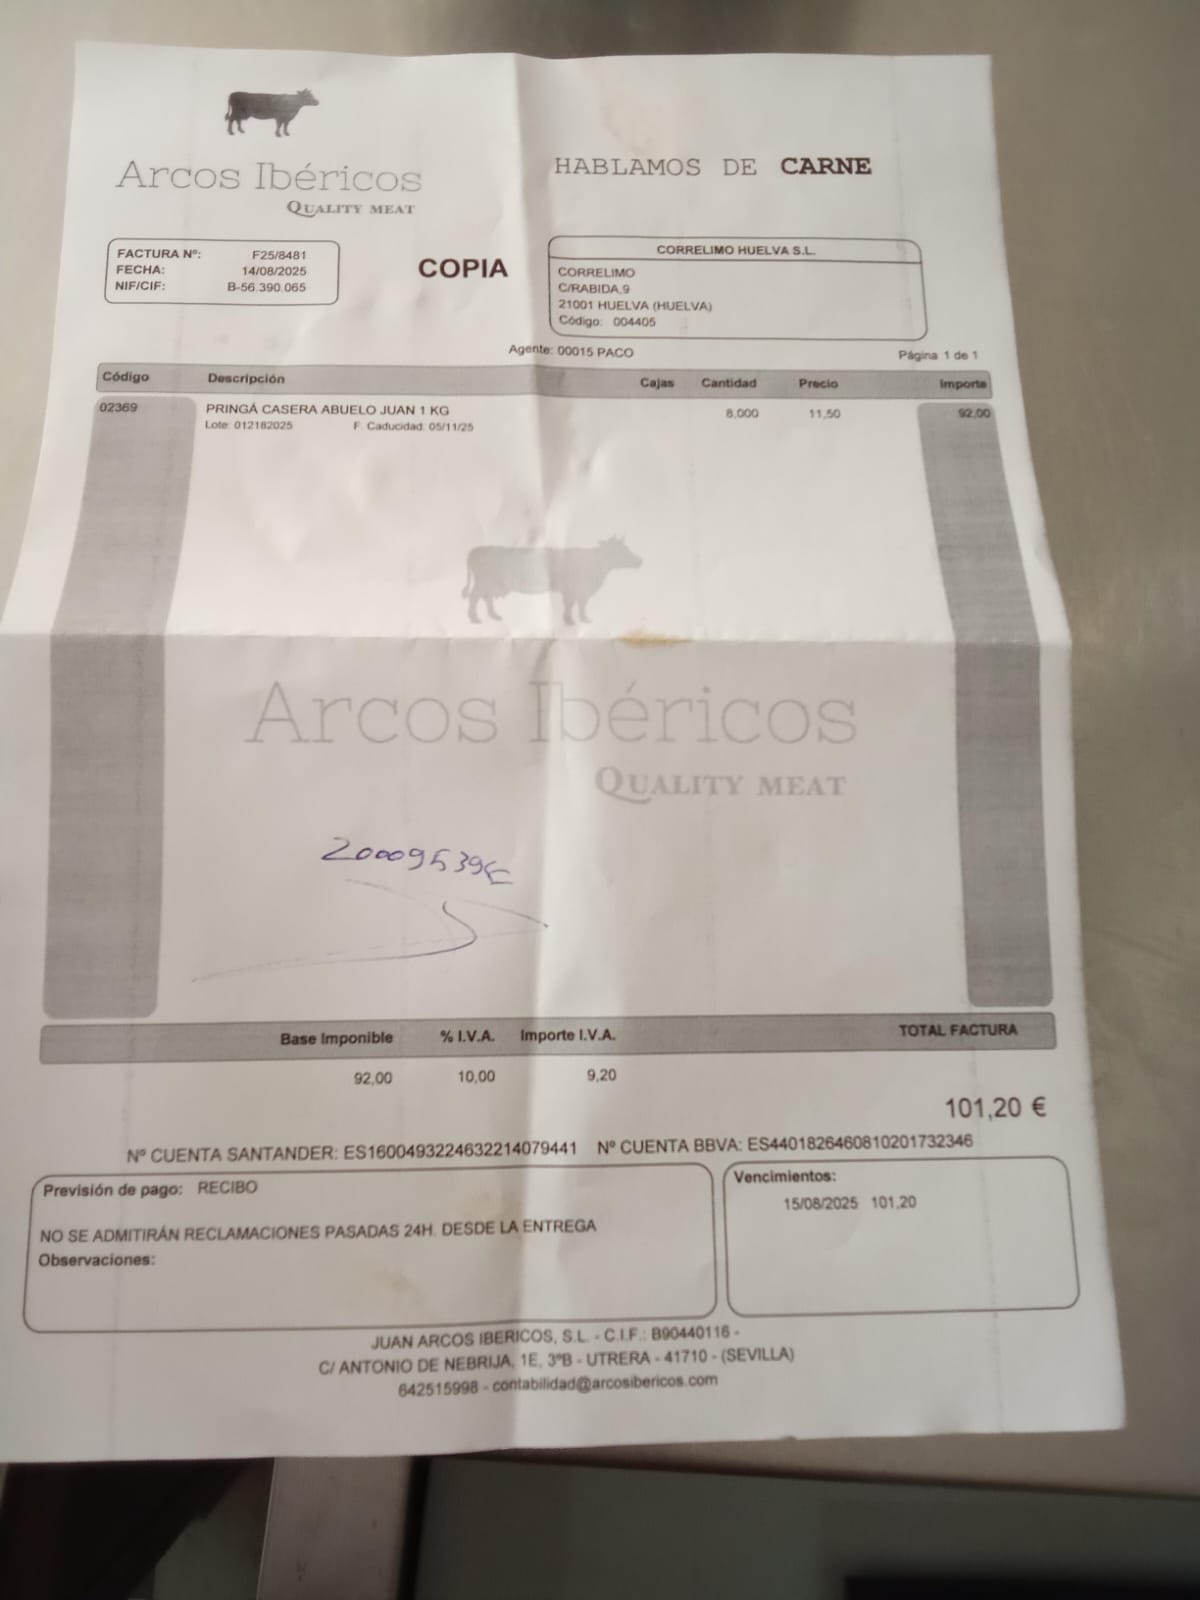 Arcos Ibéricos
QUALITY MEAT
HABLAMOS DE CARNE
FACTURA Nº: F25/8481
FECHA: 14/08/2025
NIF/CIF: B-56.390.065
COPIA
CORRELIMO HUELVA S.L.
CORRELIMO
C/RABIDA,9
21001 HUELVA (HUELVA)
Código: 004405
Agente: 00015 PACO
Página 1 de 1
Código Descripción Cajas Cantidad Precio Importe
02369 PRINGÁ CASERA ABUELO JUAN 1 KG 8,000 11,50 92,00
Lote: 012182025 F. Caducidad: 05/11/25
Arcos Ibéricos
QUALITY MEAT
20009539
Base Imponible % I.V.A. Importe I.V.A. TOTAL FACTURA
92,00 10,00 9,20
101,20 €
Nº CUENTA SANTANDER: ES1600493224632214079441 Nº CUENTA BBVA: ES4401826460810201732346
Previsión de pago: RECIBO
NO SE ADMITIRÁN RECLAMACIONES PASADAS 24H. DESDE LA ENTREGA
Observaciones:
Vencimientos:
15/08/2025 101,20
JUAN ARCOS IBERICOS, S.L. - C.I.F.: B90440116 -
C/ ANTONIO DE NEBRIJA, 1E, 3ºB - UTRERA - 41710 - (SEVILLA)
642515998 - contabilidad@arcosibericos.com